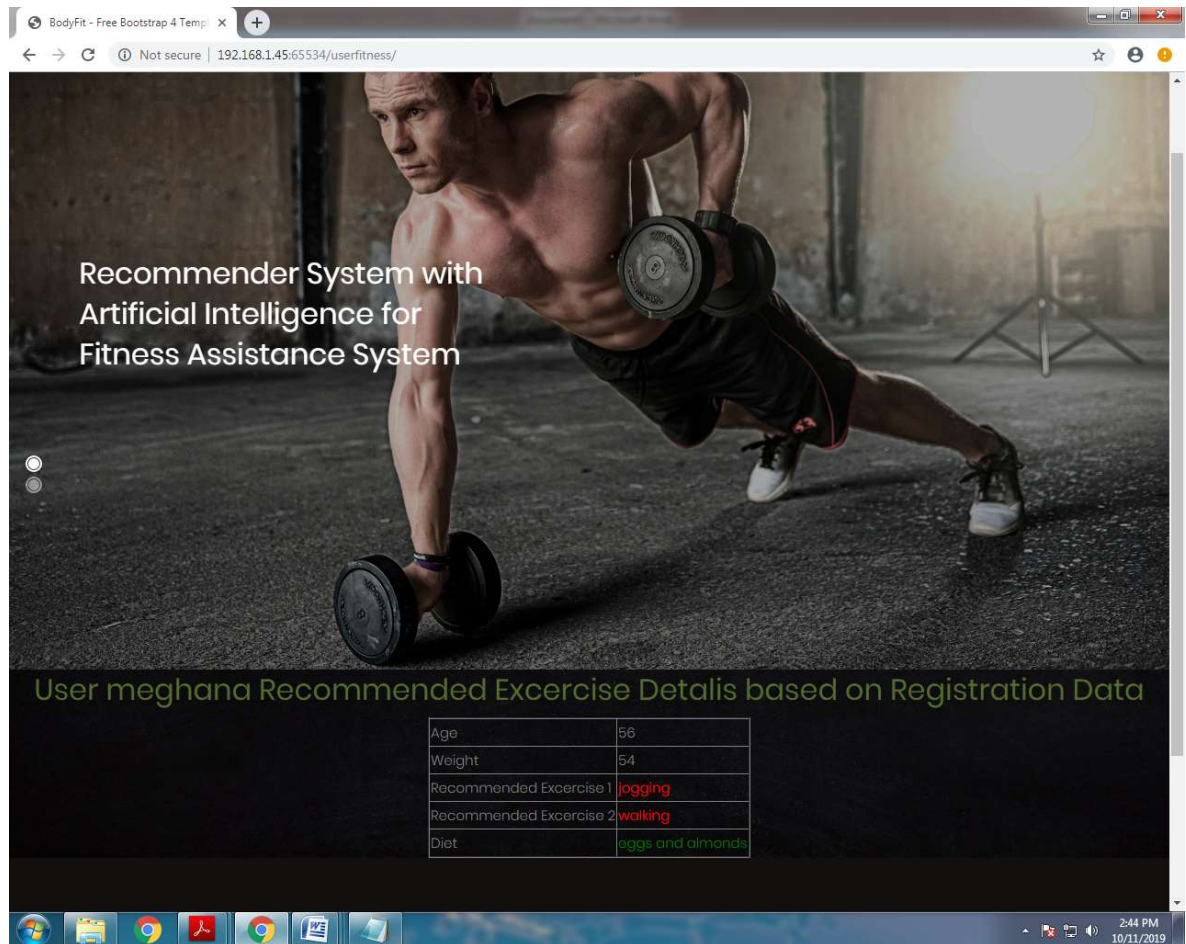 BodyFit - Free Bootstrap 4 Templ
Not secure | 192.168.1.45:65534/userfitness/
Recommender System with
Artificial Intelligence for
Fitness Assistance System
User meghana Recommended Excercise Detalis based on Registration Data
Age 56
Weight 54
Recommended Excercise 1 jogging
Recommended Excercise 2 walking
Diet eggs and almonds
2:44 PM
10/11/2019